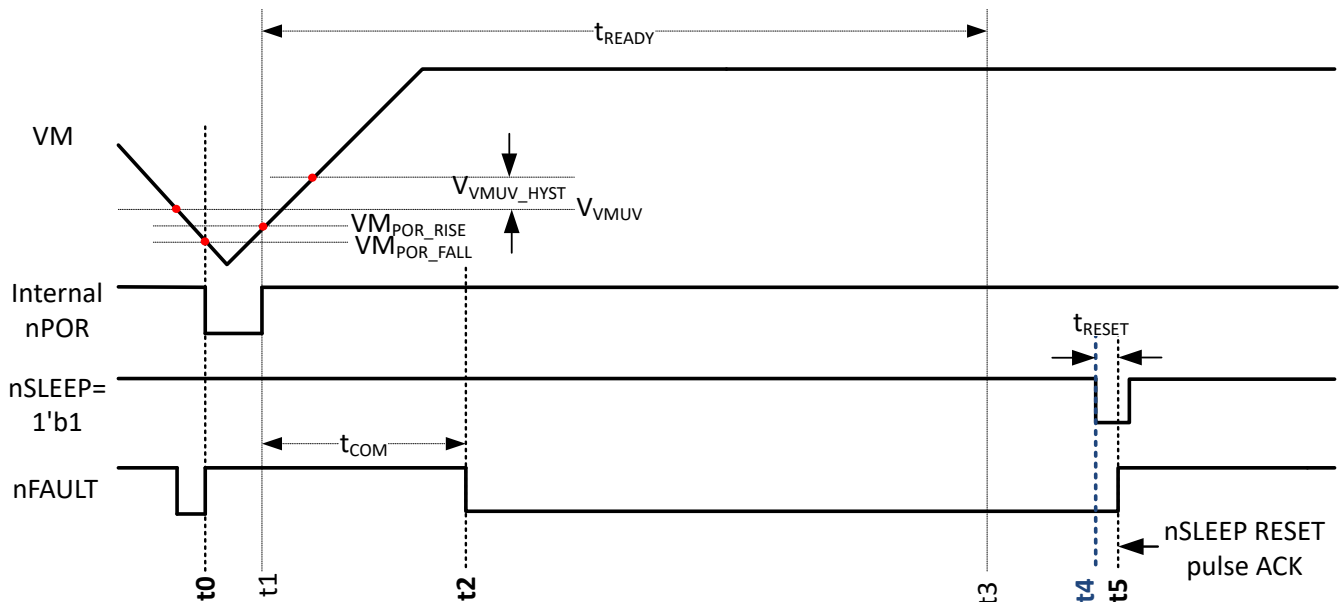 tREADY
VM
VVMUV_HYST
VVMUV
VMPOR_RISE
VMPOR_FALL
Internal
nPOR
tRESET
nSLEEP=
1'b1
tCOM
nFAULT
nSLEEP RESET
pulse ACK
t0
t1
t2
t3
t4
t5